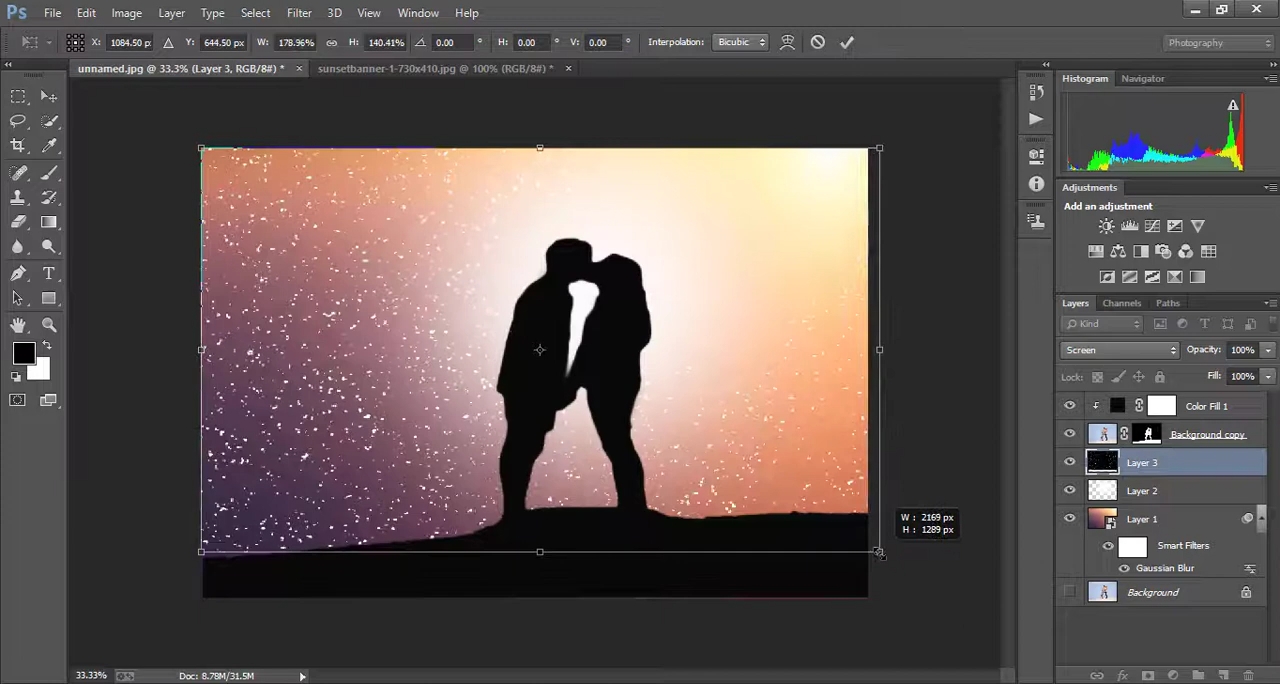 Ps File Edit Image Layer Type Select Filter 3D View Window Help
X: 1084.50 p Y: 644.50 px W: 178.96% H: 140.41% 0.00 ° H: 0.00 ° V: 0.00 ° Interpolation: Bicubic Photography
unnamed.jpg @ 33.3% (Layer 3, RGB/8#) * × sunsetbanner-1-730x410.jpg @ 100% (RGB/8#) * ×
Histogram Navigator
Adjustments
Add an adjustment
Layers Channels Paths
Kind
Screen Opacity: 100%
Lock: Fill: 100%
Color Fill 1
Background copy
Layer 3
Layer 2
Layer 1
Smart Filters
Gaussian Blur
Background
W : 2169 px
H : 1289 px
33.33% Doc: 8.78M/31.5M